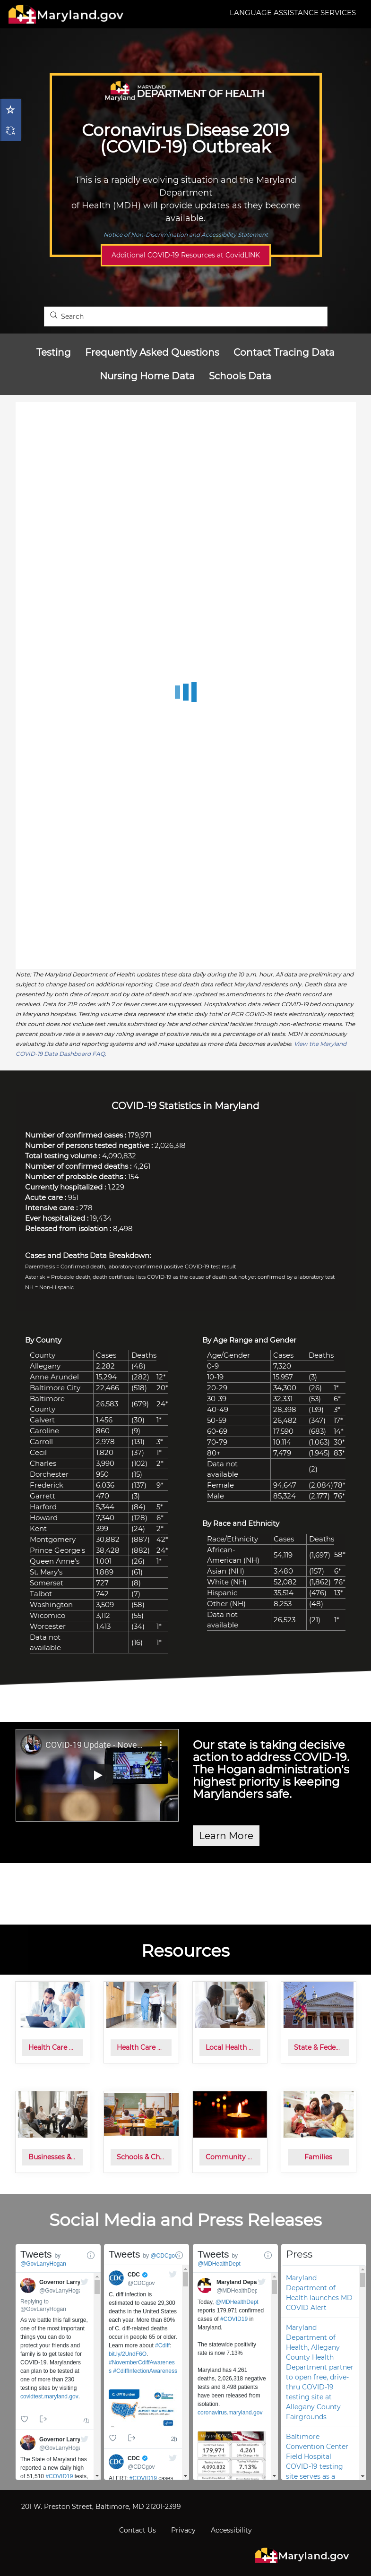 Maryland.gov
LANGUAGE ASSISTANCE SERVICES
Maryland
MARYLAND
DEPARTMENT OF HEALTH
Coronavirus Disease 2019
(COVID-19) Outbreak
This is a rapidly evolving situation and the Maryland
Department
of Health (MDH) will provide updates as they become
available.
Notice of Non-Discrimination and Accessibility Statement
Additional COVID-19 Resources at CovidLINK
Search
Testing Frequently Asked Questions Contact Tracing Data
Nursing Home Data Schools Data
Note: The Maryland Department of Health updates these data daily during the 10 a.m. hour. All data are preliminary and
subject to change based on additional reporting. Case and death data reflect Maryland residents only. Death data are
presented by both date of report and by date of death and are updated as amendments to the death record are
received. Data for ZIP codes with 7 or fewer cases are suppressed. Hospitalization data reflect COVID-19 bed occupancy
in Maryland hospitals. Testing volume data represent the static daily total of PCR COVID-19 tests electronically reported;
this count does not include test results submitted by labs and other clinical facilities through non-electronic means. The
percent positive rate is a seven day rolling average of positive results as a percentage of all tests. MDH is continuously
evaluating its data and reporting systems and will make updates as more data becomes available. View the Maryland
COVID-19 Data Dashboard FAQ.
COVID-19 Statistics in Maryland
Number of confirmed cases : 179,971
Number of persons tested negative : 2,026,318
Total testing volume : 4,090,832
Number of confirmed deaths : 4,261
Number of probable deaths : 154
Currently hospitalized : 1,229
Acute care : 951
Intensive care : 278
Ever hospitalized : 19,434
Released from isolation : 8,498
Cases and Deaths Data Breakdown:
Parenthesis = Confirmed death, laboratory-confirmed positive COVID-19 test result
Asterisk = Probable death, death certificate lists COVID-19 as the cause of death but not yet confirmed by a laboratory test
NH = Non-Hispanic
By County
County Cases Deaths
Allegany 2,282 (48)
Anne Arundel 15,294 (282) 12*
Baltimore City 22,466 (518) 20*
Baltimore
County 26,583 (679) 24*
Calvert 1,456 (30) 1*
Caroline 860 (9)
Carroll 2,978 (131) 3*
Cecil 1,820 (37) 1*
Charles 3,990 (102) 2*
Dorchester 950 (15)
Frederick 6,036 (137) 9*
Garrett 470 (3)
Harford 5,344 (84) 5*
Howard 7,340 (128) 6*
Kent 399 (24) 2*
Montgomery 30,882 (887) 42*
Prince George's 38,428 (882) 24*
Queen Anne's 1,001 (26) 1*
St. Mary's 1,889 (61)
Somerset 727 (8)
Talbot 742 (7)
Washington 3,509 (58)
Wicomico 3,112 (55)
Worcester 1,413 (34) 1*
Data not
available (16) 1*
By Age Range and Gender
Age/Gender Cases Deaths
0-9 7,320
10-19 15,957 (3)
20-29 34,300 (26) 1*
30-39 32,331 (53) 6*
40-49 28,398 (139) 3*
50-59 26,482 (347) 17*
60-69 17,590 (683) 14*
70-79 10,114 (1,063) 30*
80+ 7,479 (1,945) 83*
Data not
available (2)
Female 94,647 (2,084) 78*
Male 85,324 (2,177) 76*
By Race and Ethnicity
Race/Ethnicity Cases Deaths
African-
American (NH) 54,119 (1,697) 58*
Asian (NH) 3,480 (157) 6*
White (NH) 52,082 (1,862) 76*
Hispanic 35,514 (476) 13*
Other (NH) 8,253 (48)
Data not
available 26,523 (21) 1*
COVID-19 Update - Nove...
Our state is taking decisive
action to address COVID-19.
The Hogan administration's
highest priority is keeping
Marylanders safe.
Learn More
Resources
Health Care ...
Health Care ...
Local Health ...
State & Fede...
Businesses &...
Schools & Ch...
Community ...
Families
Social Media and Press Releases
Tweets by
@GovLarryHogan
Governor Larry
@GovLarryHoga
Replying to
@GovLarryHogan
As we battle this fall surge,
one of the most important
things you can do to
protect your friends and
family is to get tested for
COVID-19. Marylanders
can plan to be tested at
one of more than 230
testing sites by visiting
covidtest.maryland.gov.
7h
Governor Larry
@GovLarryHoga
The State of Maryland has
reported a new daily high
of 51,510 #COVID19 tests,
Tweets by @CDCgov
CDC
@CDCgov
C. diff infection is
estimated to cause 29,300
deaths in the United States
each year. More than 80%
of C. diff-related deaths
occur in people 65 or older.
Learn more about #Cdiff:
bit.ly/2UhdF6O.
#NovemberCdiffAwarenes
s #CdiffInfectionAwareness
2h
CDC
@CDCgov
ALERT: #COVID19 cases
Tweets by
@MDHealthDept
Maryland Depa
@MDHealthDep
Today, @MDHealthDept
reports 179,971 confirmed
cases of #COVID19 in
Maryland.
The statewide positivity
rate is now 7.13%
Maryland has 4,261
deaths, 2,026,318 negative
tests and 8,498 patients
have been released from
isolation.
coronavirus.maryland.gov
179,971 4,261
4,090,832 7.13%
Press
Maryland
Department of
Health launches MD
COVID Alert
Maryland
Department of
Health, Allegany
County Health
Department partner
to open free, drive-
thru COVID-19
testing site at
Allegany County
Fairgrounds
Baltimore
Convention Center
Field Hospital
COVID-19 testing
site serves as a
201 W. Preston Street, Baltimore, MD 21201-2399
Contact Us Privacy Accessibility
Maryland.gov